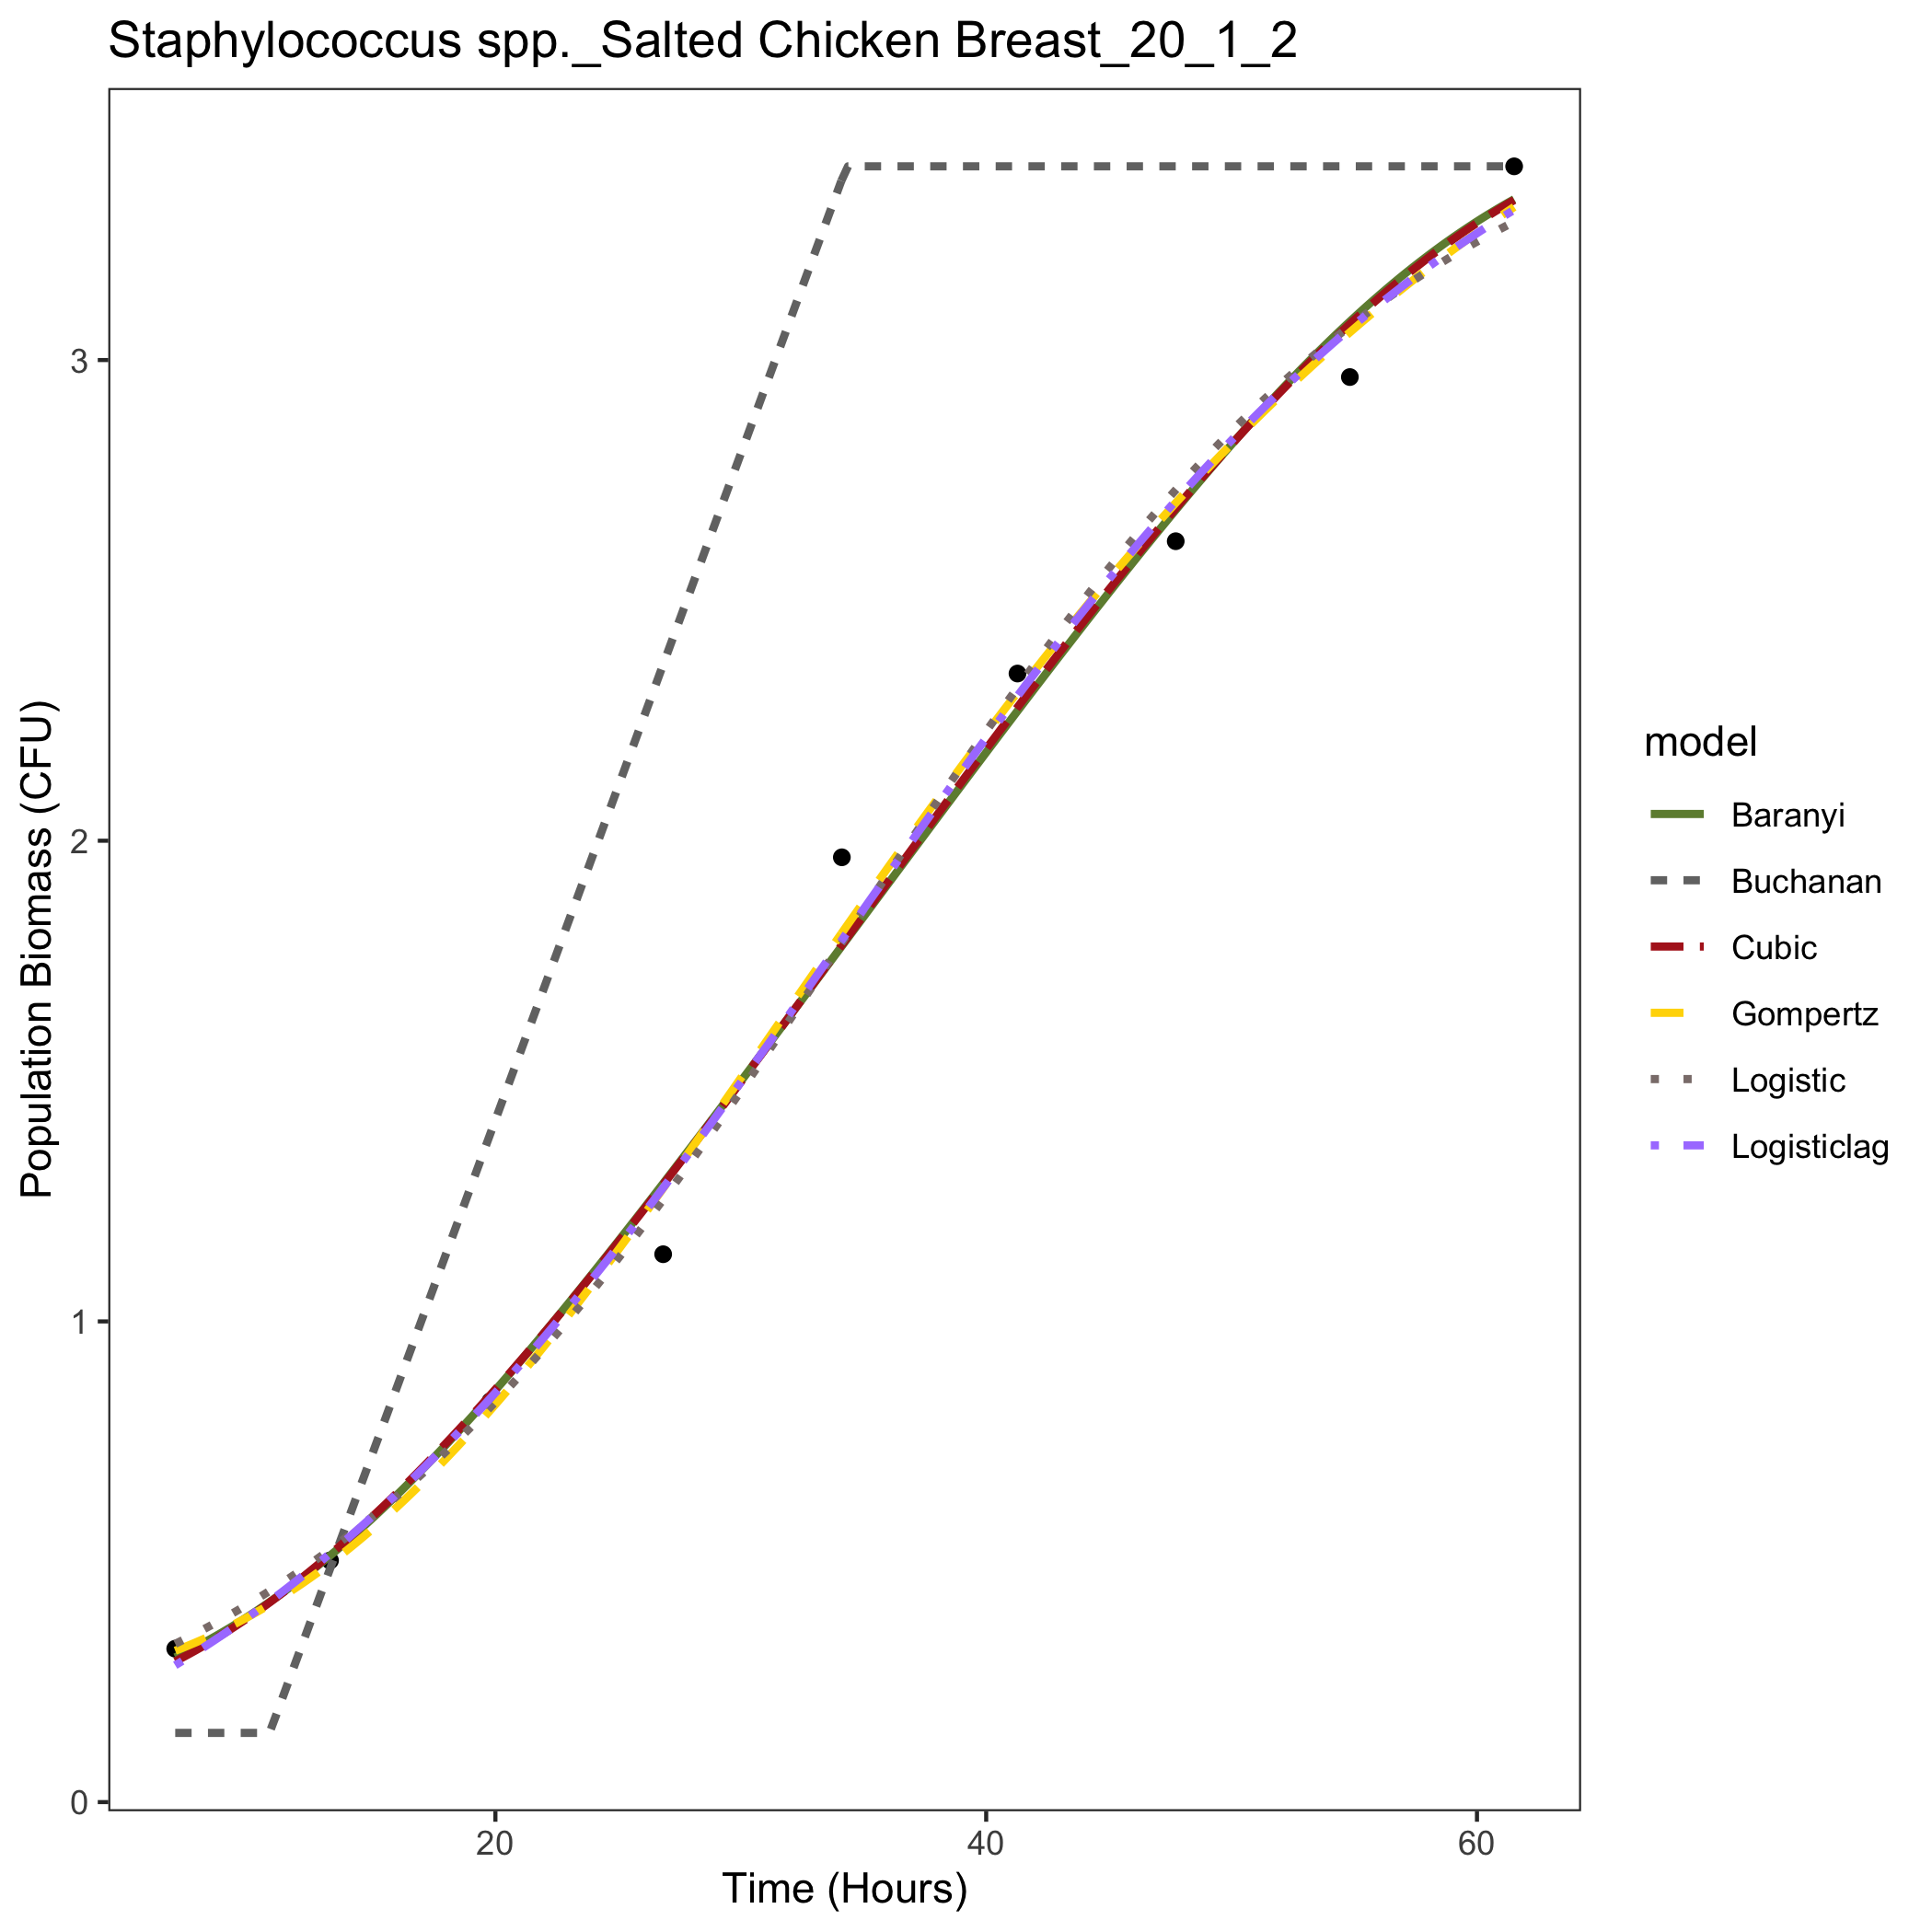 Staphylococcus spp._Salted Chicken Breast_20_1_2
Population Biomass (CFU)
3
2
1
0
20 40 60
Time (Hours)
model
Baranyi
Buchanan
Cubic
Gompertz
Logistic
Logisticlag